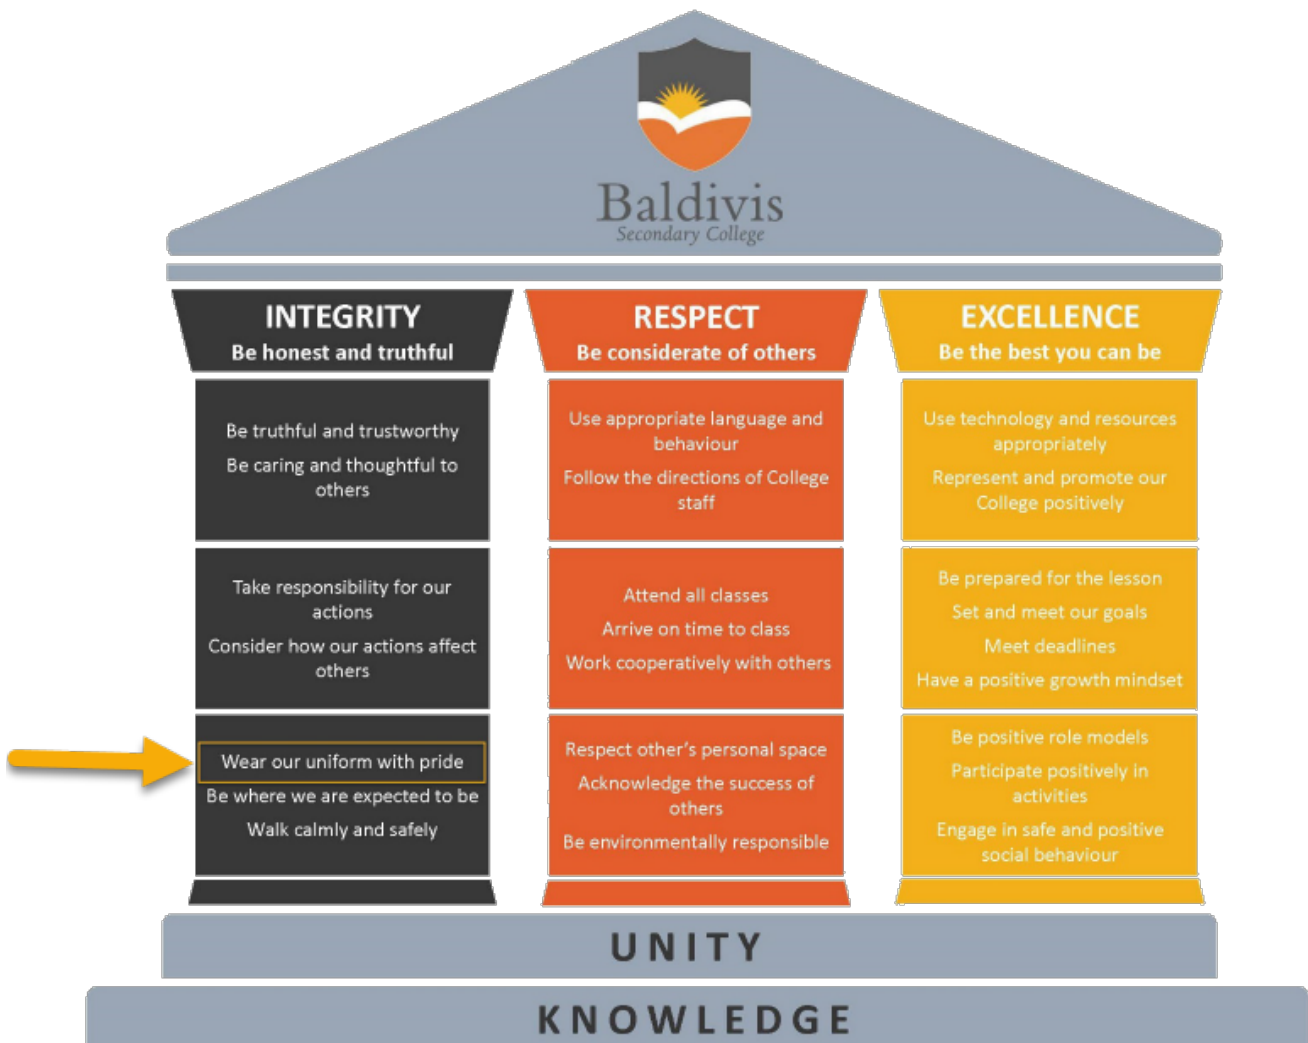 Baldivis
Secondary College
INTEGRITY
Be honest and truthful
Be truthful and trustworthy
Be caring and thoughtful to
others
Take responsibility for our
actions
Consider how our actions affect
others
Wear our uniform with pride
Be where we are expected to be
Walk calmly and safely
RESPECT
Be considerate of others
Use appropriate language and
behaviour
Follow the directions of College
staff
Attend all classes
Arrive on time to class
Work cooperatively with others
Respect other's personal space
Acknowledge the success of
others
Be environmentally responsible
EXCELLENCE
Be the best you can be
Use technology and resources
appropriately
Represent and promote our
College positively
Be prepared for the lesson
Set and meet our goals
Meet deadlines
Have a positive growth mindset
Be positive role models
Participate positively in
activities
Engage in safe and positive
social behaviour
UNITY
KNOWLEDGE